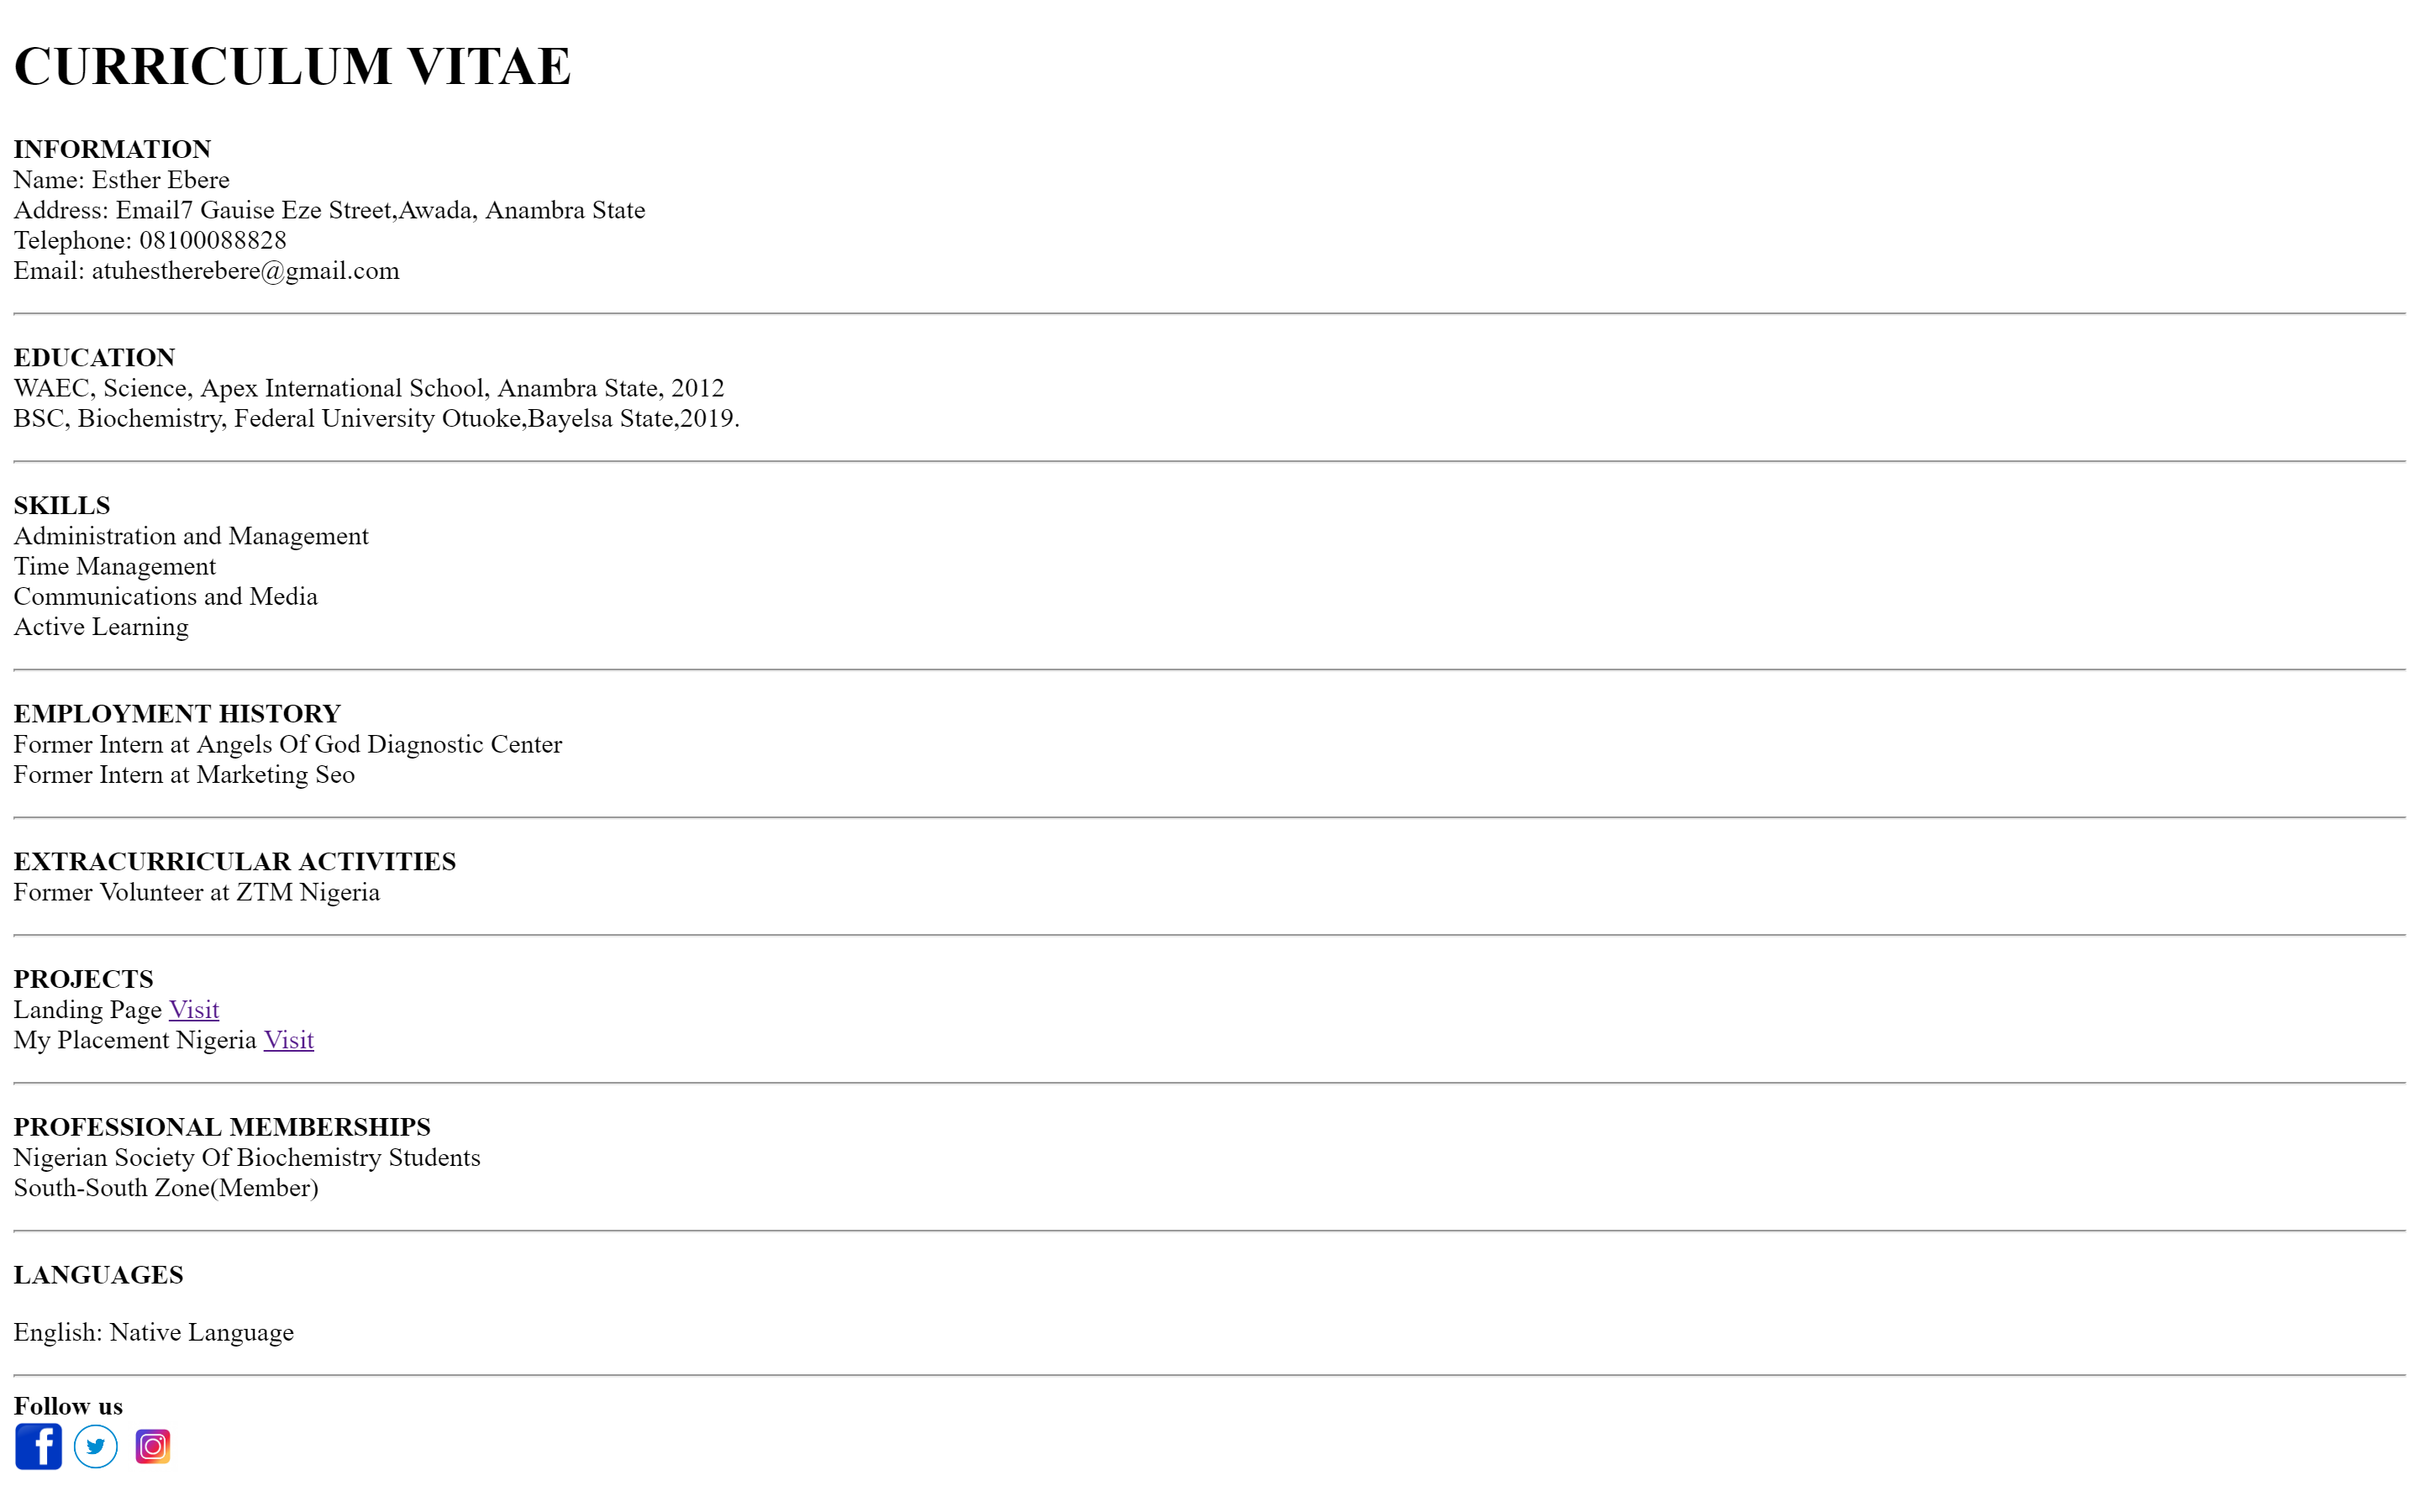 CURRICULUM VITAE
INFORMATION
Name: Esther Ebere
Address: Email7 Gauise Eze Street,Awada, Anambra State
Telephone: 08100088828
Email: atuhestherebere@gmail.com
EDUCATION
WAEC, Science, Apex International School, Anambra State, 2012
BSC, Biochemistry, Federal University Otuoke,Bayelsa State,2019.
SKILLS
Administration and Management
Time Management
Communications and Media
Active Learning
EMPLOYMENT HISTORY
Former Intern at Angels Of God Diagnostic Center
Former Intern at Marketing Seo
EXTRACURRICULAR ACTIVITIES
Former Volunteer at ZTM Nigeria
PROJECTS
Landing Page Visit
My Placement Nigeria Visit
PROFESSIONAL MEMBERSHIPS
Nigerian Society Of Biochemistry Students
South-South Zone(Member)
LANGUAGES
English: Native Language
Follow us